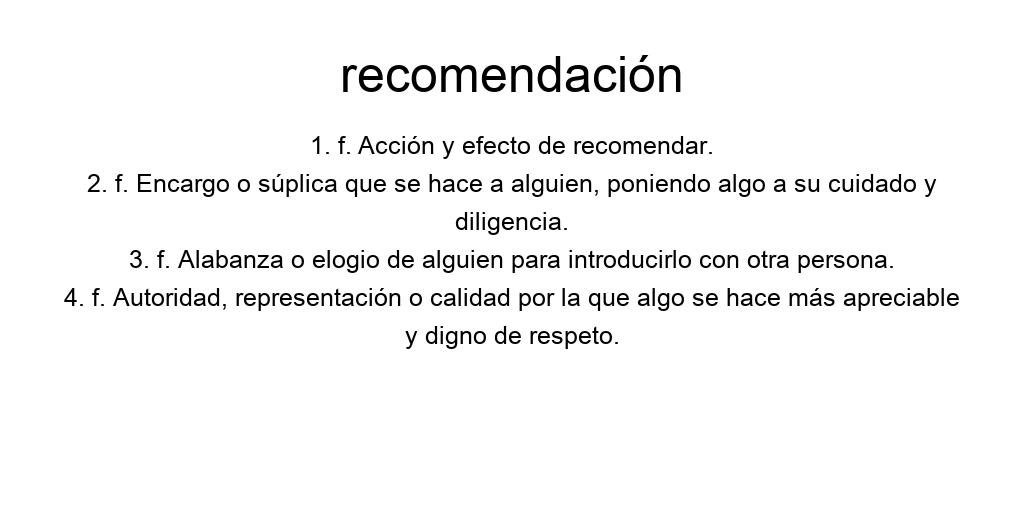 recomendación
1. f. Acción y efecto de recomendar.
2. f. Encargo o súplica que se hace a alguien, poniendo algo a su cuidado y
diligencia.
3. f. Alabanza o elogio de alguien para introducirlo con otra persona.
4. f. Autoridad, representación o calidad por la que algo se hace más apreciable
y digno de respeto.